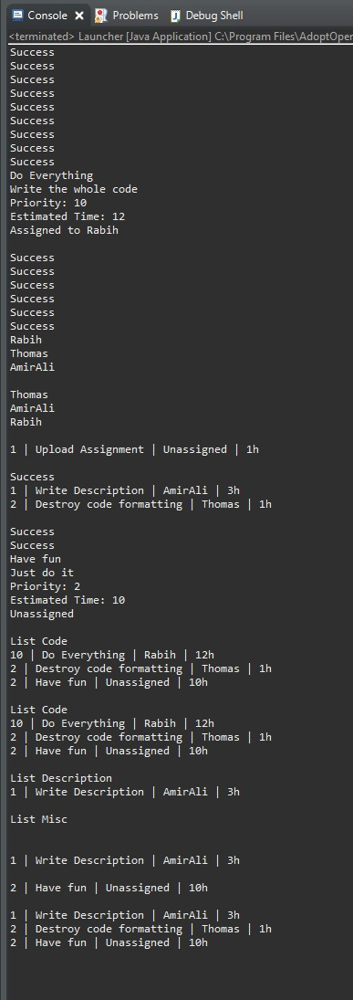 Console Problems Debug Shell
<terminated> Launcher [Java Application] C:\Program Files\AdoptOper
Success
Success
Success
Success
Success
Success
Success
Success
Success
Do Everything
Write the whole code
Priority: 10
Estimated Time: 12
Assigned to Rabih
Success
Success
Success
Success
Success
Success
Rabih
Thomas
AmirAli
Thomas
AmirAli
Rabih
1 | Upload Assignment | Unassigned | 1h
Success
1 | Write Description | AmirAli | 3h
2 | Destroy code formatting | Thomas | 1h
Success
Success
Have fun
Just do it
Priority: 2
Estimated Time: 10
Unassigned
List Code
10 | Do Everything | Rabih | 12h
2 | Destroy code formatting | Thomas | 1h
2 | Have fun | Unassigned | 10h
List Code
10 | Do Everything | Rabih | 12h
2 | Destroy code formatting | Thomas | 1h
2 | Have fun | Unassigned | 10h
List Description
1 | Write Description | AmirAli | 3h
List Misc
1 | Write Description | AmirAli | 3h
2 | Have fun | Unassigned | 10h
1 | Write Description | AmirAli | 3h
2 | Destroy code formatting | Thomas | 1h
2 | Have fun | Unassigned | 10h